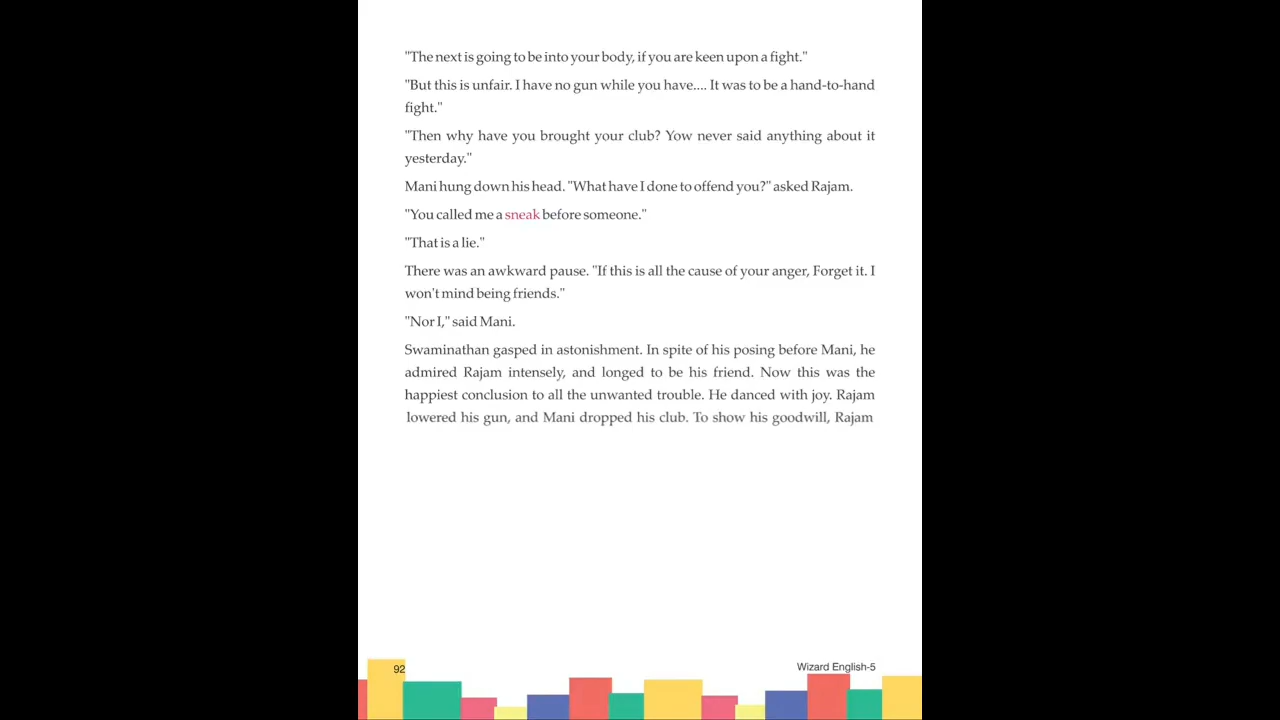 "The next is going to be into your body, if you are keen upon a fight."
"But this is unfair. I have no gun while you have.... It was to be a hand-to-hand
fight."
"Then why have you brought your club? Yow never said anything about it
yesterday."
Mani hung down his head. "What have I done to offend you?" asked Rajam.
"You called me a sneak before someone."
"That is a lie."
There was an awkward pause. "If this is all the cause of your anger, Forget it. I
won't mind being friends."
"Nor I," said Mani.
Swaminathan gasped in astonishment. In spite of his posing before Mani, he
admired Rajam intensely, and longed to be his friend. Now this was the
happiest conclusion to all the unwanted trouble. He danced with joy. Rajam
lowered his gun, and Mani dropped his club. To show his goodwill, Rajam
92
Wizard English-5